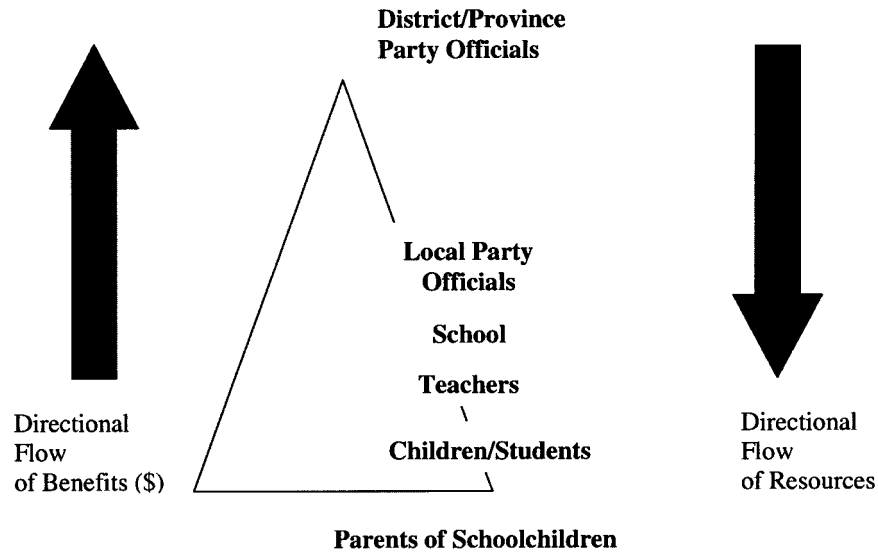 District/Province
Party Officials
Local Party
Officials
School
Teachers
Children/Students
Parents of Schoolchildren
Directional
Flow
of Benefits ($)
Directional
Flow
of Resources